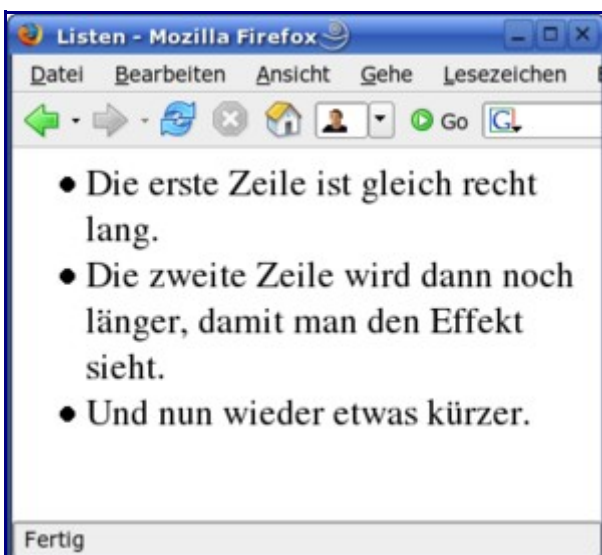 Listen - Mozilla Firefox
Datei Bearbeiten Ansicht Gehe Lesezeichen
Go G
Die erste Zeile ist gleich recht
lang.
Die zweite Zeile wird dann noch
länger, damit man den Effekt
sieht.
Und nun wieder etwas kürzer.
Fertig